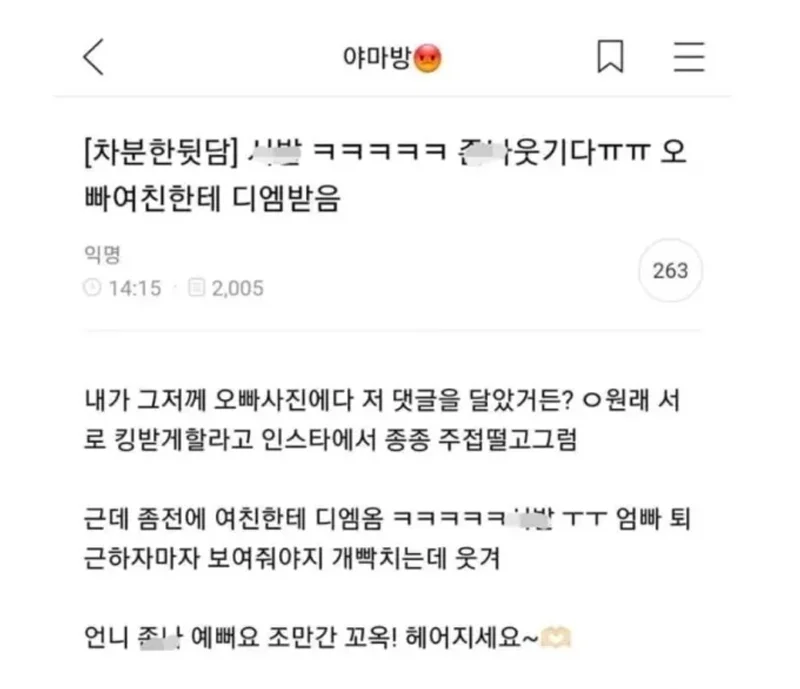 야마방😡
[차분한뒷담] ㅋㅋㅋㅋㅋ 웃기다ㅠㅠ 오
빠여친한테 디엠받음
익명
14:15 · 2,005
263
내가 그저께 오빠사진에다 저 댓글을 달았거든? ㅇ원래 서
로 킹받게할라고 인스타에서 종종 주접떨고그럼
근데 좀전에 여친한테 디엠옴 ㅋㅋㅋㅋㅋ ㅜㅜ 엄빠 퇴
근하자마자 보여줘야지 개빡치는데 웃겨
언니 예뻐요 조만간 꼬옥! 헤어지세요~🫶🏻